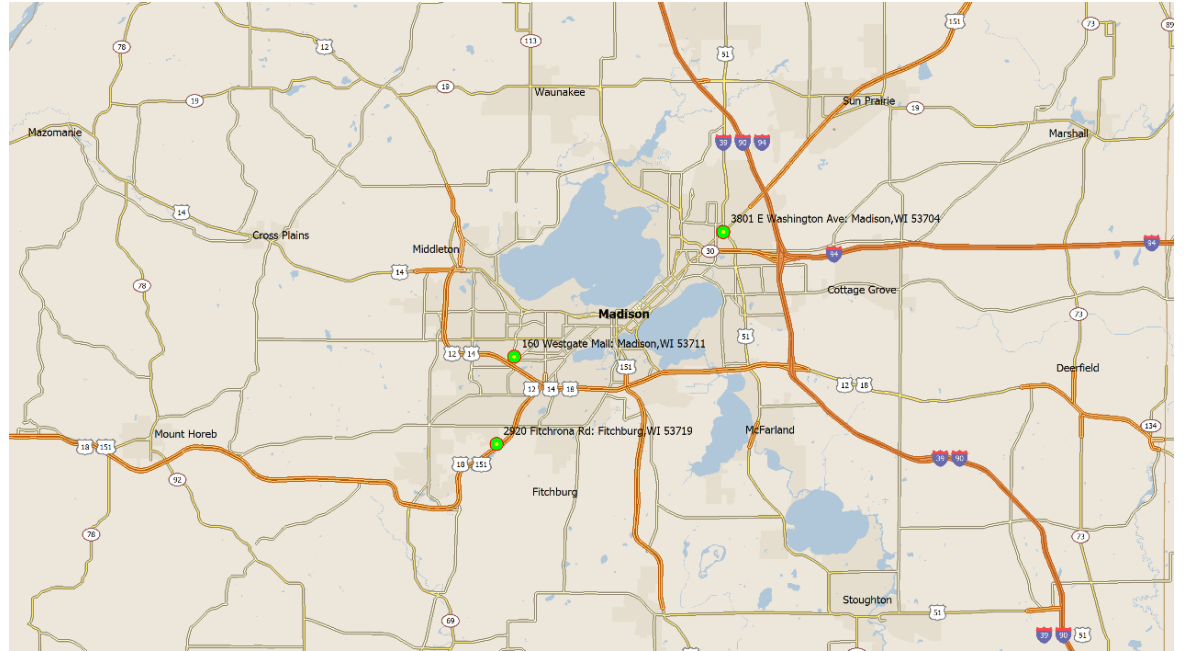 151
51
73
89
78
12
113
Waunakee
19
19
Sun Prairie
19
Mazomanie
Marshall
39
90
94
14
3801 E Washington Ave: Madison,WI 53704
Cross Plains
Middleton
30
94
94
14
78
Cottage Grove
73
Madison
51
160 Westgate Mall: Madison,WI 53711
12
14
151
Deerfield
12
14
18
12
18
2920 Fitchrona Rd: Fitchburg,WI 53719
McFarland
134
Mount Horeb
18
151
18
151
39
90
92
Fitchburg
78
73
Stoughton
51
69
39
90
51